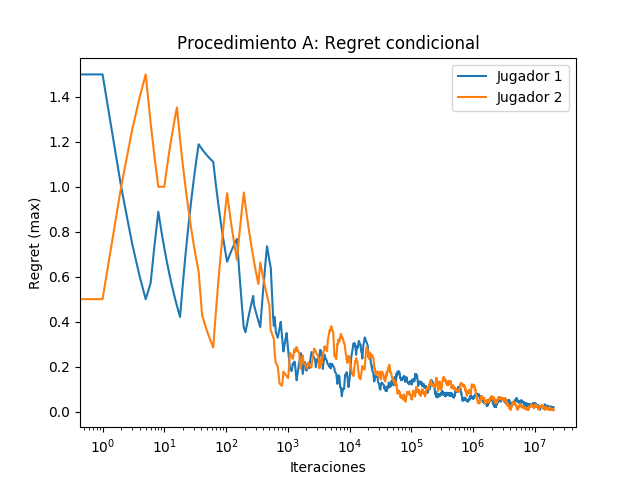 Procedimiento A: Regret condicional
Jugador 1
Jugador 2
Regret (max)
1.4
1.2
1.0
0.8
0.6
0.4
0.2
0.0
10⁰ 10¹ 10² 10³ 10⁴ 10⁵ 10⁶ 10⁷
Iteraciones